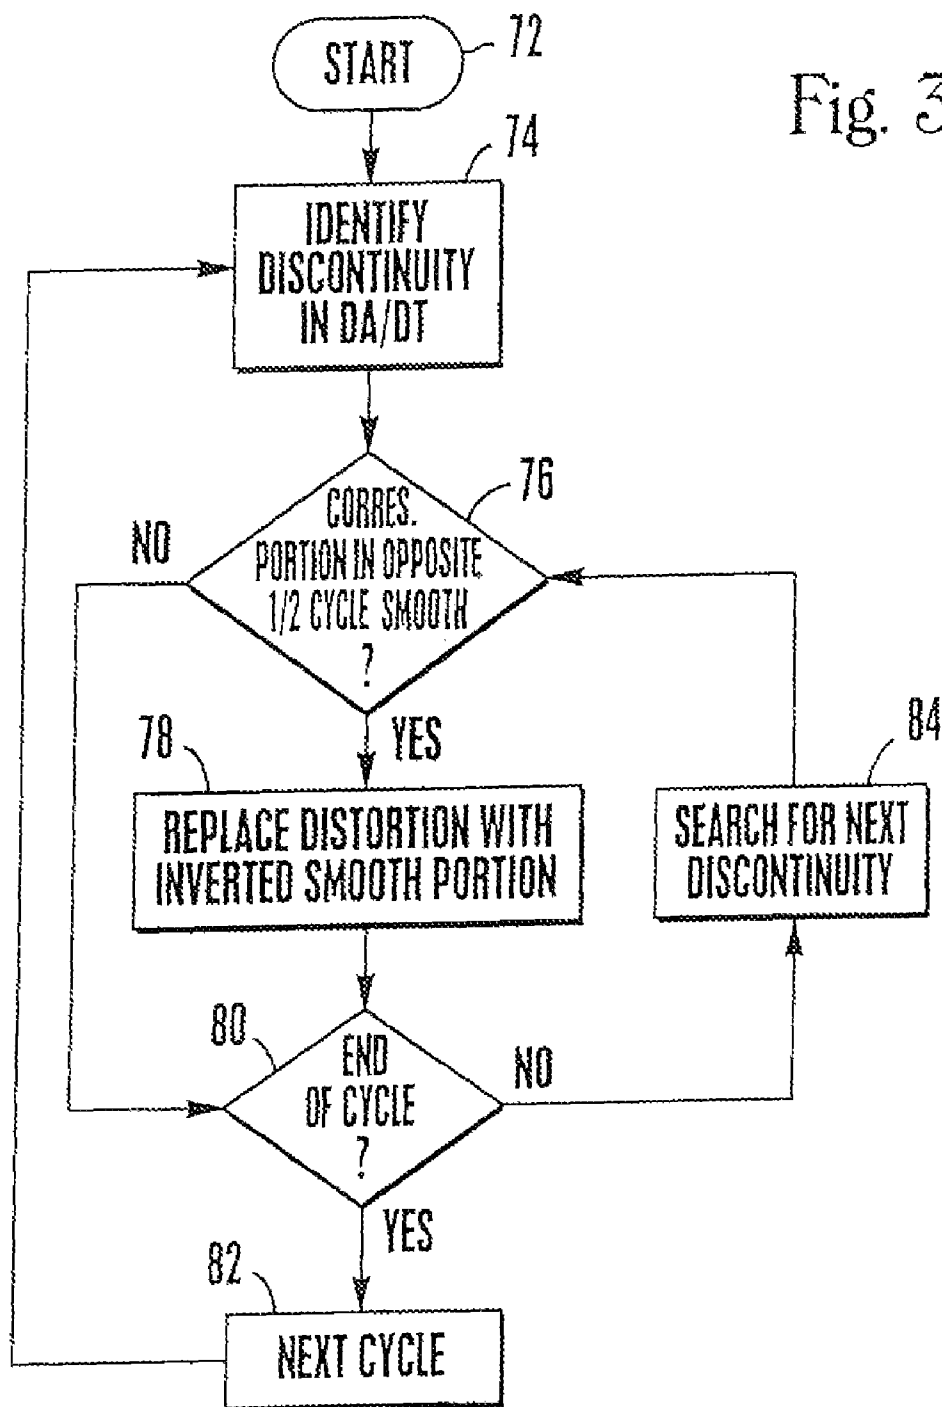 START
72
Fig. 3
74
IDENTIFY
DISCONTINUITY
IN DA/DT
76
CORRES.
PORTION IN OPPOSITE
1/2 CYCLE SMOOTH
?
NO
YES
78
REPLACE DISTORTION WITH
INVERTED SMOOTH PORTION
84
SEARCH FOR NEXT
DISCONTINUITY
80
END
OF CYCLE
?
NO
YES
82
NEXT CYCLE